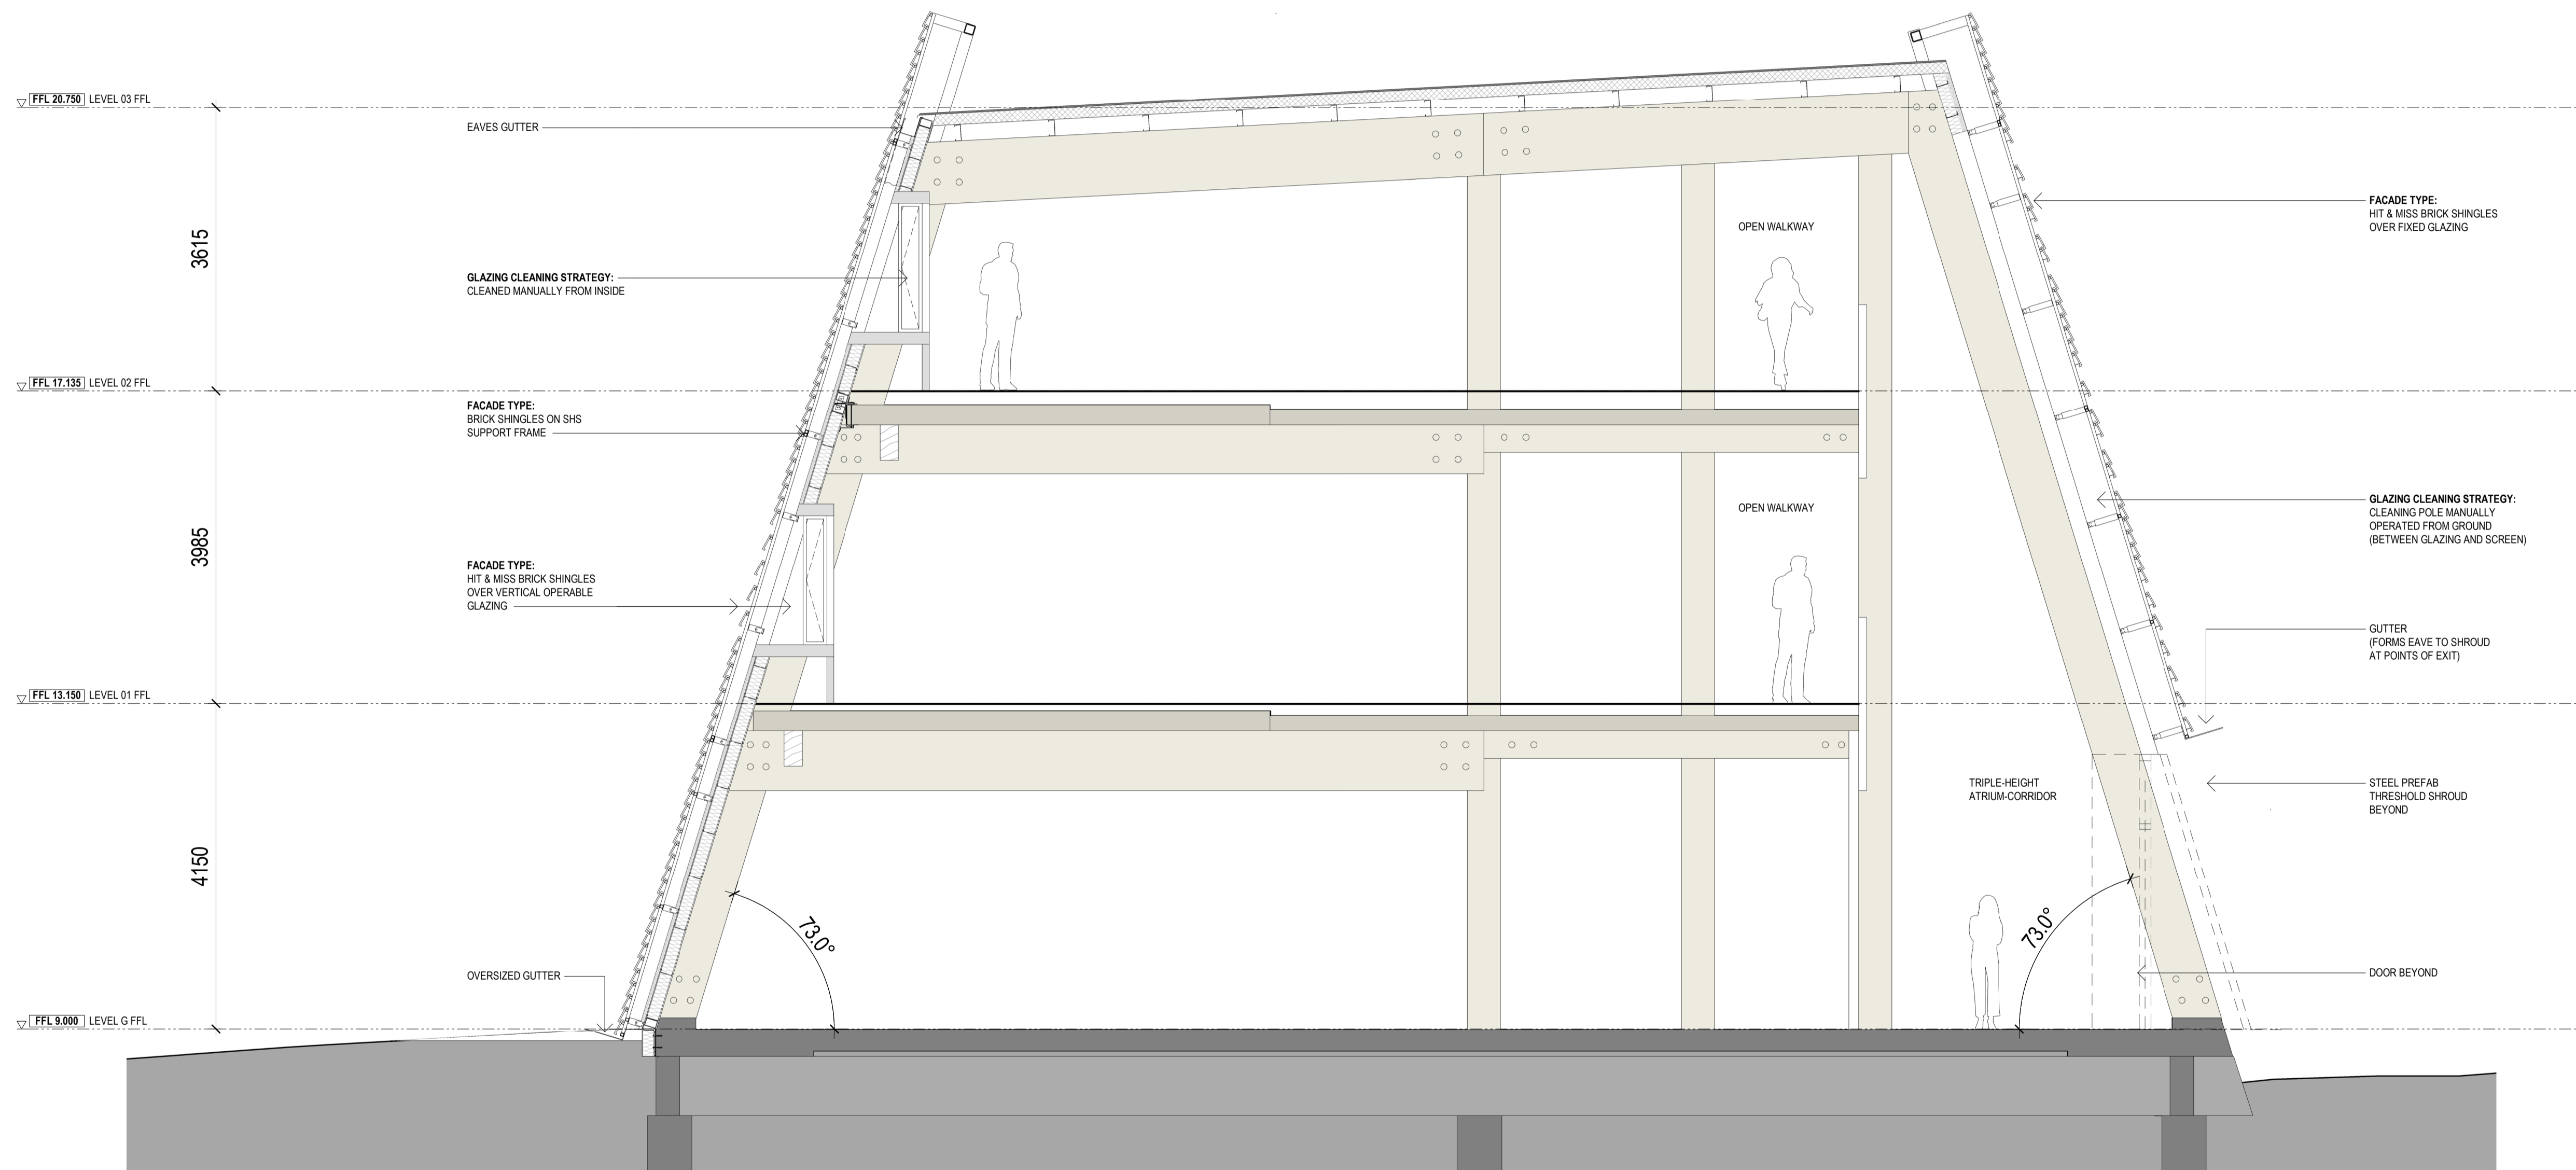 FFL 20.750 LEVEL 03 FFL
EAVES GUTTER
3615
GLAZING CLEANING STRATEGY:
CLEANED MANUALLY FROM INSIDE
OPEN WALKWAY
FACADE TYPE:
HIT & MISS BRICK SHINGLES
OVER FIXED GLAZING
FFL 17.135 LEVEL 02 FFL
FACADE TYPE:
BRICK SHINGLES ON SHS
SUPPORT FRAME
3985
FACADE TYPE:
HIT & MISS BRICK SHINGLES
OVER VERTICAL OPERABLE
GLAZING
OPEN WALKWAY
GLAZING CLEANING STRATEGY:
CLEANING POLE MANUALLY
OPERATED FROM GROUND
(BETWEEN GLAZING AND SCREEN)
GUTTER
(FORMS EAVE TO SHROUD
AT POINTS OF EXIT)
FFL 13.150 LEVEL 01 FFL
4150
TRIPLE-HEIGHT
ATRIUM-CORRIDOR
STEEL PREFAB
THRESHOLD SHROUD
BEYOND
73.0°
73.0°
OVERSIZED GUTTER
DOOR BEYOND
FFL 9.000 LEVEL G FFL